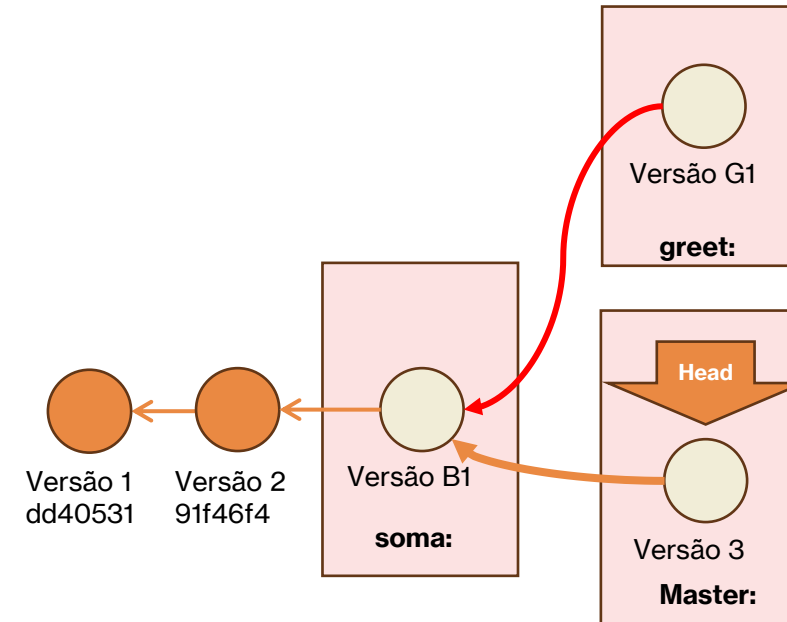 Versão G1
greet:
Head
Versão 1
dd40531
Versão 2
91f46f4
Versão B1
soma:
Versão 3
Master: